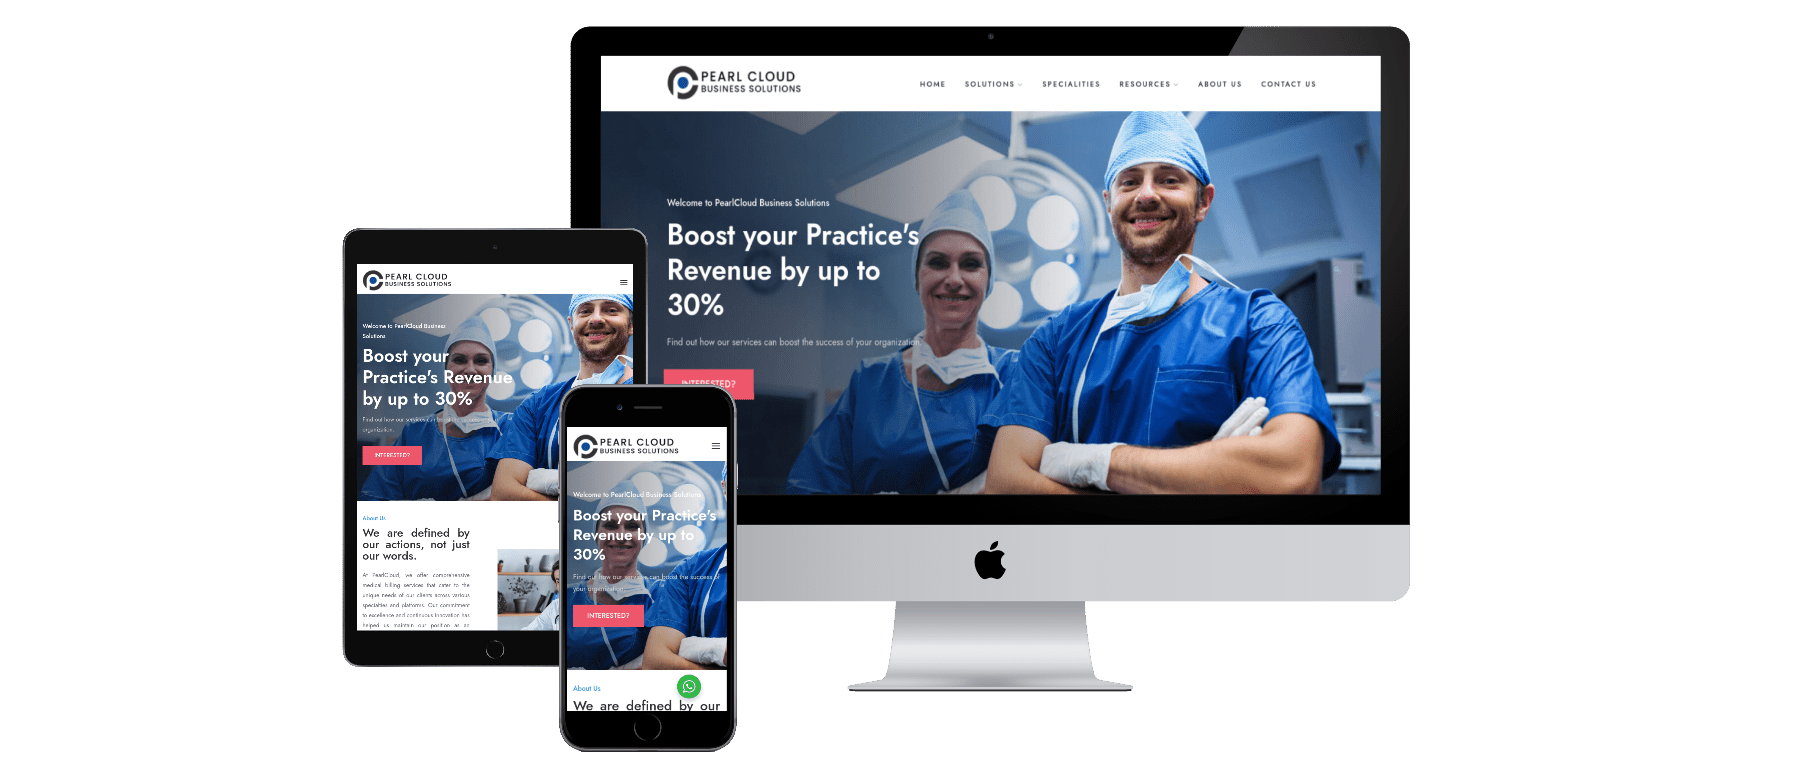 PEARL CLOUD
BUSINESS SOLUTIONS
HOME SOLUTIONS SPECIALITIES RESOURCES ABOUT US CONTACT US
Welcome to PearlCloud Business Solutions
Boost your Practice's
Revenue by up to
30%
Find out how our services can boost the success of your organization.
INTERESTED?
PEARL CLOUD
BUSINESS SOLUTIONS
Welcome to PearlCloud Business
Solutions
Boost your
Practice's Revenue
by up to 30%
Find out how our services can boost the success of your
organization.
INTERESTED?
About Us
We are defined by
our actions, not just
our words.
At PearlCloud, we offer comprehensive
medical billing services that cater to the
unique needs of our clients across various
specialties and platforms. Our commitment
to excellence and continuous innovation has
helped us maintain our position as an
PEARL CLOUD
BUSINESS SOLUTIONS
Welcome to PearlCloud Business Solutions
Boost your Practice's
Revenue by up to
30%
Find out how our services can boost the success of
your organization.
INTERESTED?
About Us
We are defined by our